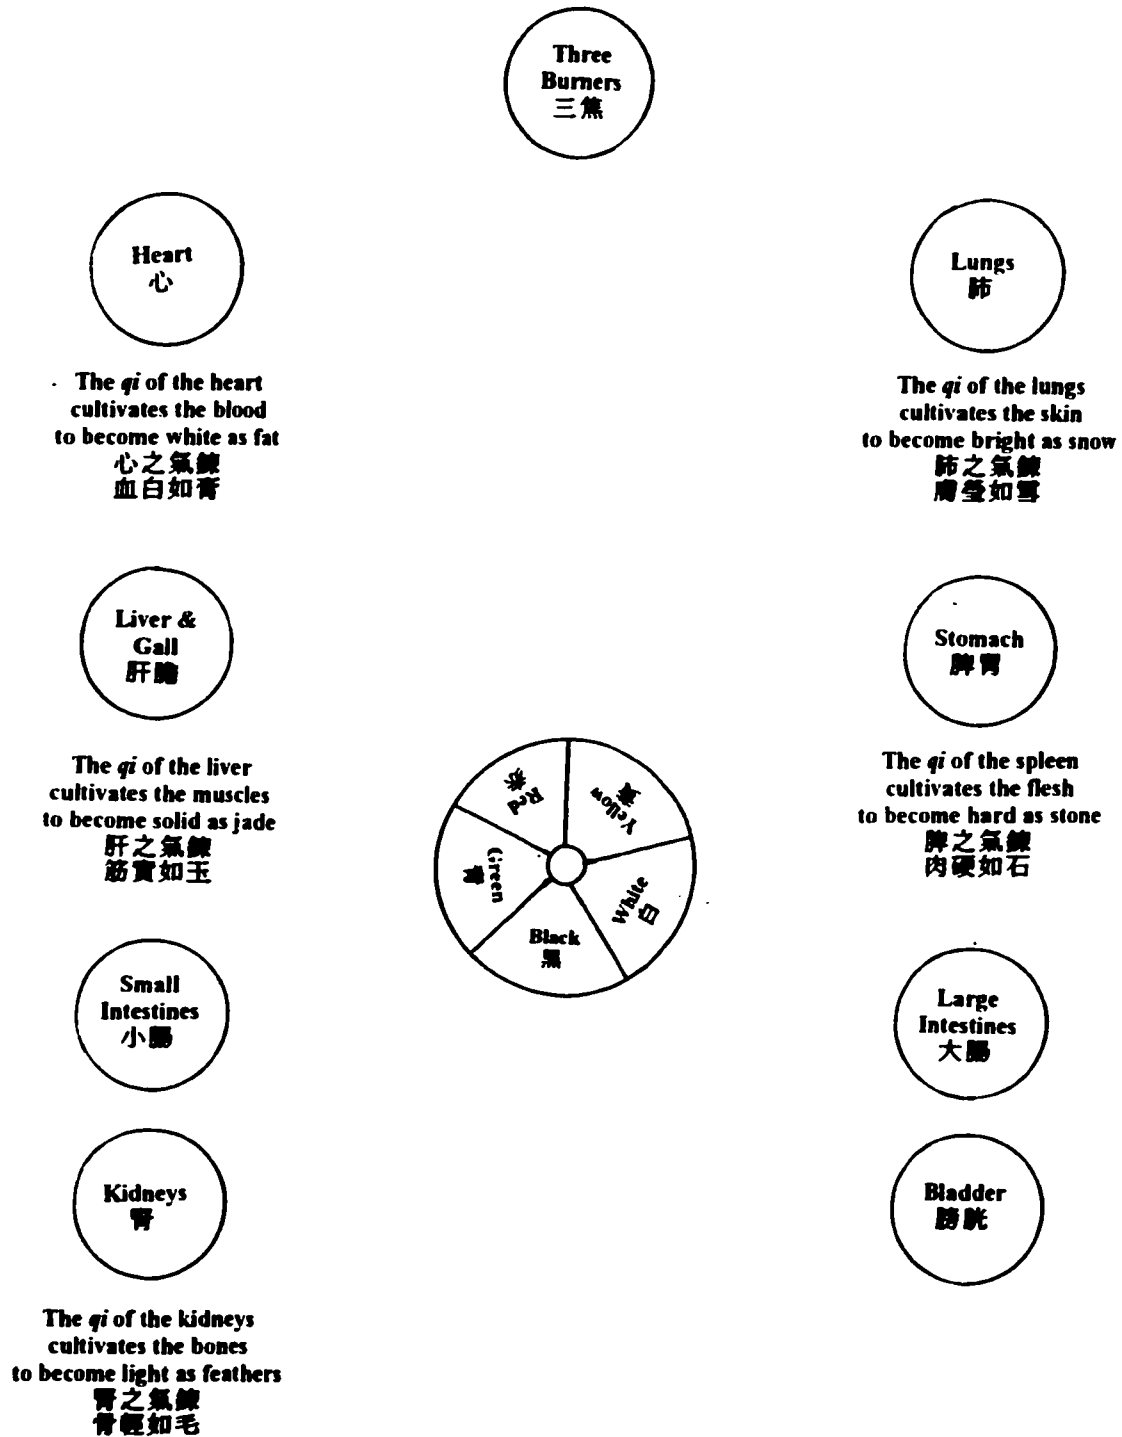 Three
Burners
三焦
Heart
心
The qi of the heart
cultivates the blood
to become white as fat
心之氣鍊
血白如膏
Lungs
肺
The qi of the lungs
cultivates the skin
to become bright as snow
肺之氣鍊
膚瑩如雪
Liver &
Gall
肝膽
The qi of the liver
cultivates the muscles
to become solid as jade
肝之氣鍊
筋實如玉
Stomach
脾胃
The qi of the spleen
cultivates the flesh
to become hard as stone
脾之氣鍊
肉硬如石
Red
赤
Yellow
黃
Green
青
White
白
Black
黑
Small
Intestines
小腸
Large
Intestines
大腸
Kidneys
腎
The qi of the kidneys
cultivates the bones
to become light as feathers
腎之氣鍊
骨輕如毛
Bladder
膀胱